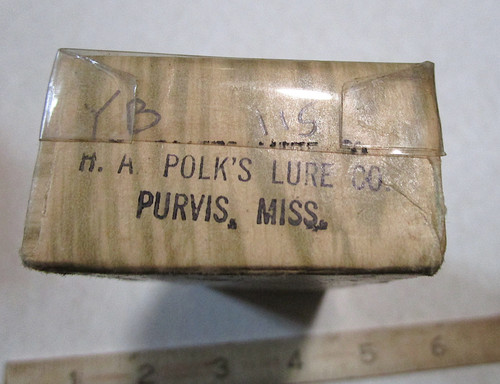 YB 115
H. A. POLK'S LURE CO.
PURVIS, MISS.
1 2 3 4 5 6